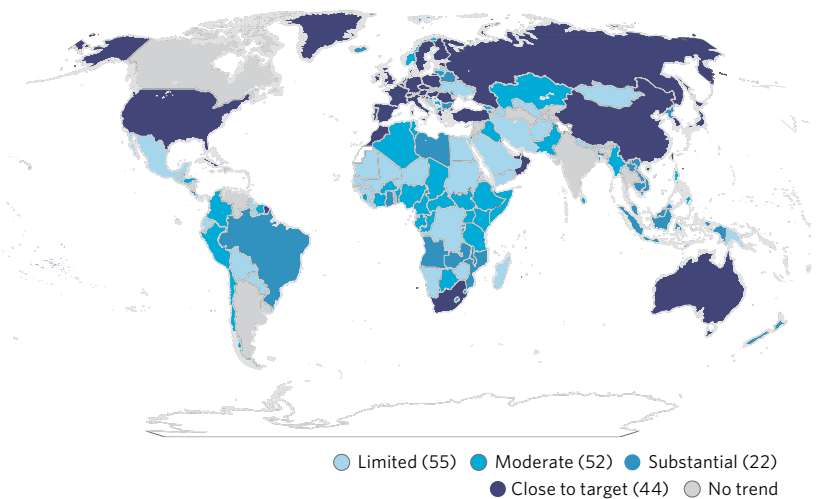 Limited (55) Moderate (52) Substantial (22)
Close to target (44) No trend